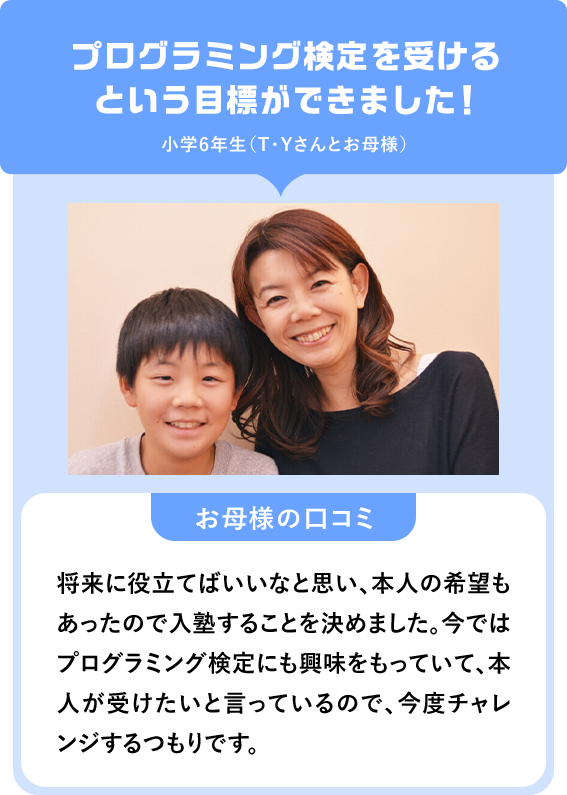 プログラミング検定を受ける
という目標ができました！
小学6年生（T・Yさんとお母様）
お母様の口コミ
将来に役立てばいいなと思い、本人の希望も
あったので入塾することを決めました。今では
プログラミング検定にも興味をもっていて、本
人が受けたいと言っているので、今度チャレ
ンジするつもりです。